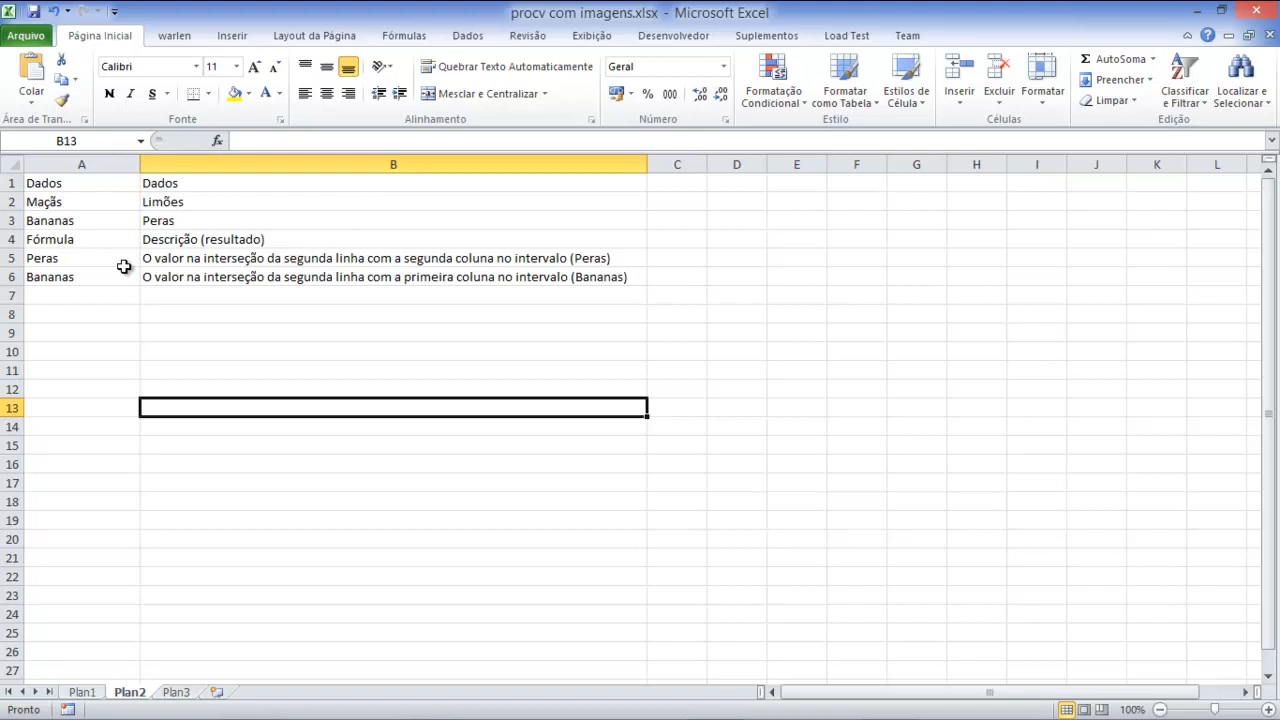 procv com imagens.xlsx - Microsoft Excel
Arquivo Página Inicial warlen Inserir Layout da Página Fórmulas Dados Revisão Exibição Desenvolvedor Suplementos Load Test Team
Colar
Calibri 11
N I S
Quebrar Texto Automaticamente
Mesclar e Centralizar
Geral
% 000
Formatação Condicional
Formatar como Tabela
Estilos de Célula
Inserir
Excluir
Formatar
AutoSoma
Preencher
Limpar
Classificar e Filtrar
Localizar e Selecionar
Área de Tran... Fonte Alinhamento Número Estilo Células Edição
B13 fx
A B C D E F G H I J K L
1 Dados Dados
2 Maçãs Limões
3 Bananas Peras
4 Fórmula Descrição (resultado)
5 Peras O valor na interseção da segunda linha com a segunda coluna no intervalo (Peras)
6 Bananas O valor na interseção da segunda linha com a primeira coluna no intervalo (Bananas)
7
8
9
10
11
12
13
14
15
16
17
18
19
20
21
22
23
24
25
26
27
Plan1 Plan2 Plan3
Pronto 100%